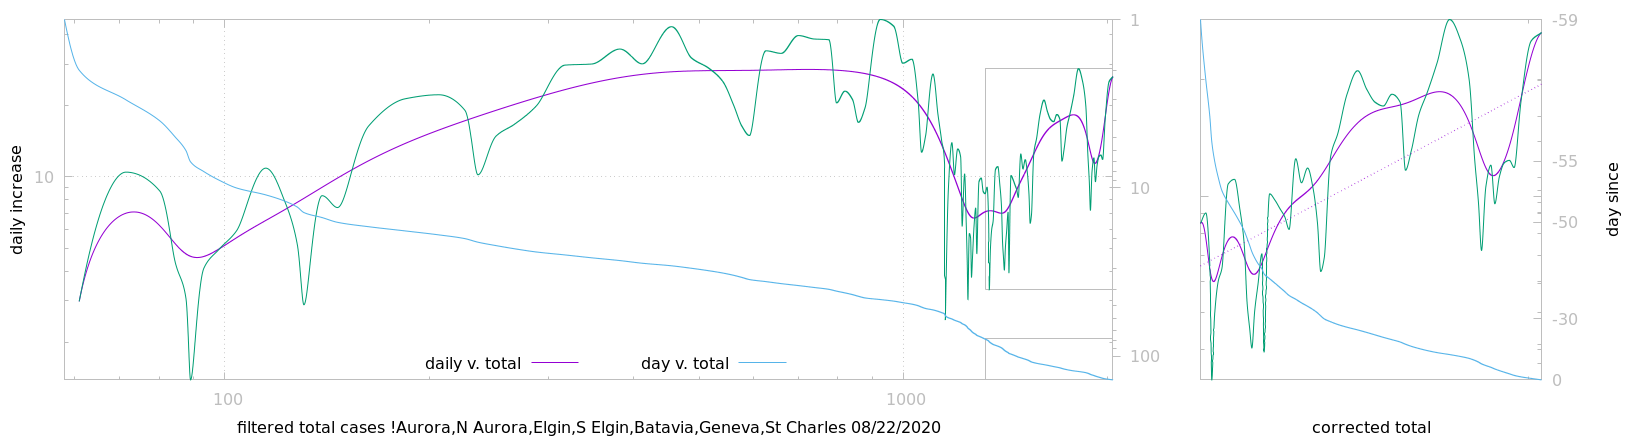 1
-59
10
daily increase
-55
10
-50
day since
-30
daily v. total
day v. total
100
0
100
1000
filtered total cases !Aurora,N Aurora,Elgin,S Elgin,Batavia,Geneva,St Charles 08/22/2020
corrected total